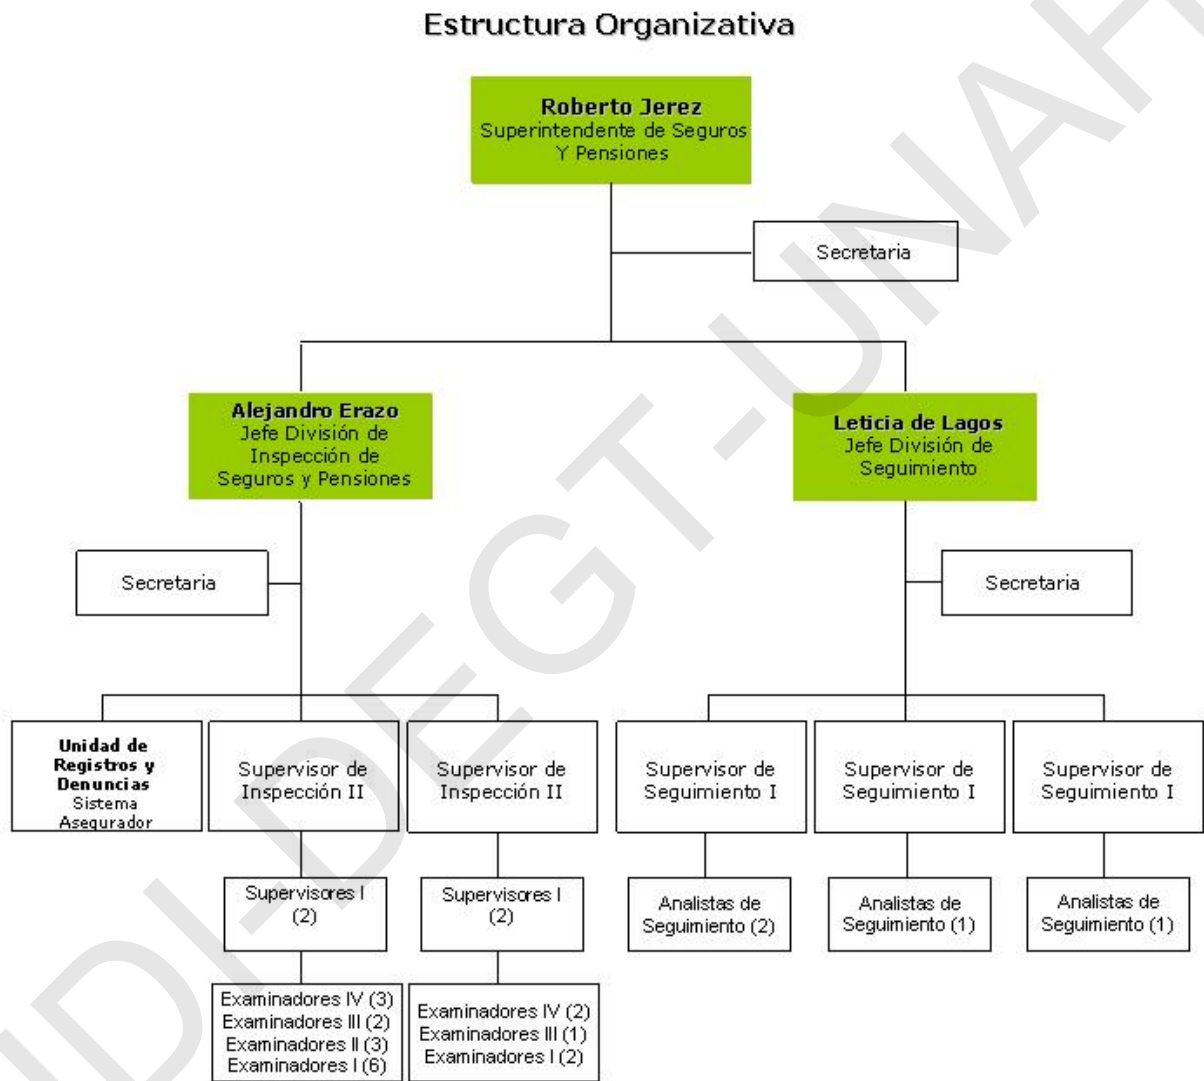 Estructura Organizativa
Roberto Jerez
Superintendente de Seguros
Y Pensiones
Secretaria
Alejandro Erazo
Jefe División de
Inspección de
Seguros y Pensiones
Leticia de Lagos
Jefe División de
Seguimiento
Secretaria
Secretaria
Unidad de
Registros y
Denuncias
Sistema
Asegurador
Supervisor de
Inspección II
Supervisor de
Inspección II
Supervisor de
Seguimiento I
Supervisor de
Seguimiento I
Supervisor de
Seguimiento I
Supervisores I
(2)
Supervisores I
(2)
Analistas de
Seguimiento (2)
Analistas de
Seguimiento (1)
Analistas de
Seguimiento (1)
Examinadores IV (3)
Examinadores III (2)
Examinadores II (3)
Examinadores I (6)
Examinadores IV (2)
Examinadores III (1)
Examinadores I (2)
UDI-DEGT-UNAH